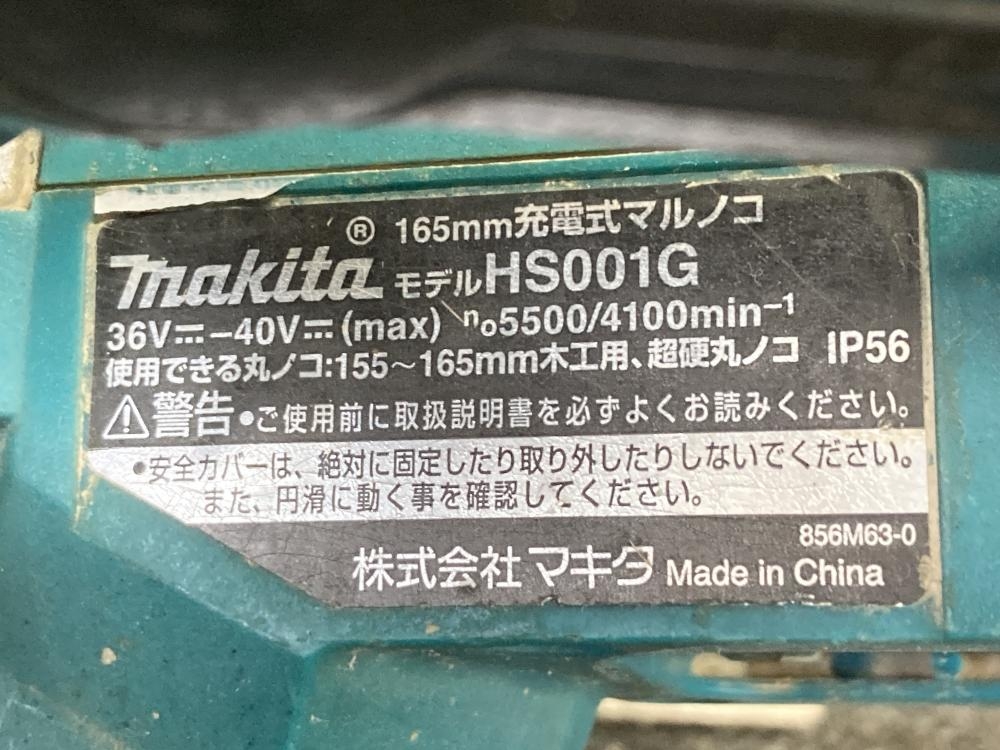 ® 165mm充電式マルノコ
makita モデルHS001G
36V⎓-40V⎓(max) n₀5500/4100min⁻¹
使用できる丸ノコ:155～165mm木工用、超硬丸ノコ IP56
⚠警告•ご使用前に取扱説明書を必ずよくお読みください。
•安全カバーは、絶対に固定したり取り外したりしないでください。
また、円滑に動く事を確認してください。
856M63-0
株式会社マキタ Made in China